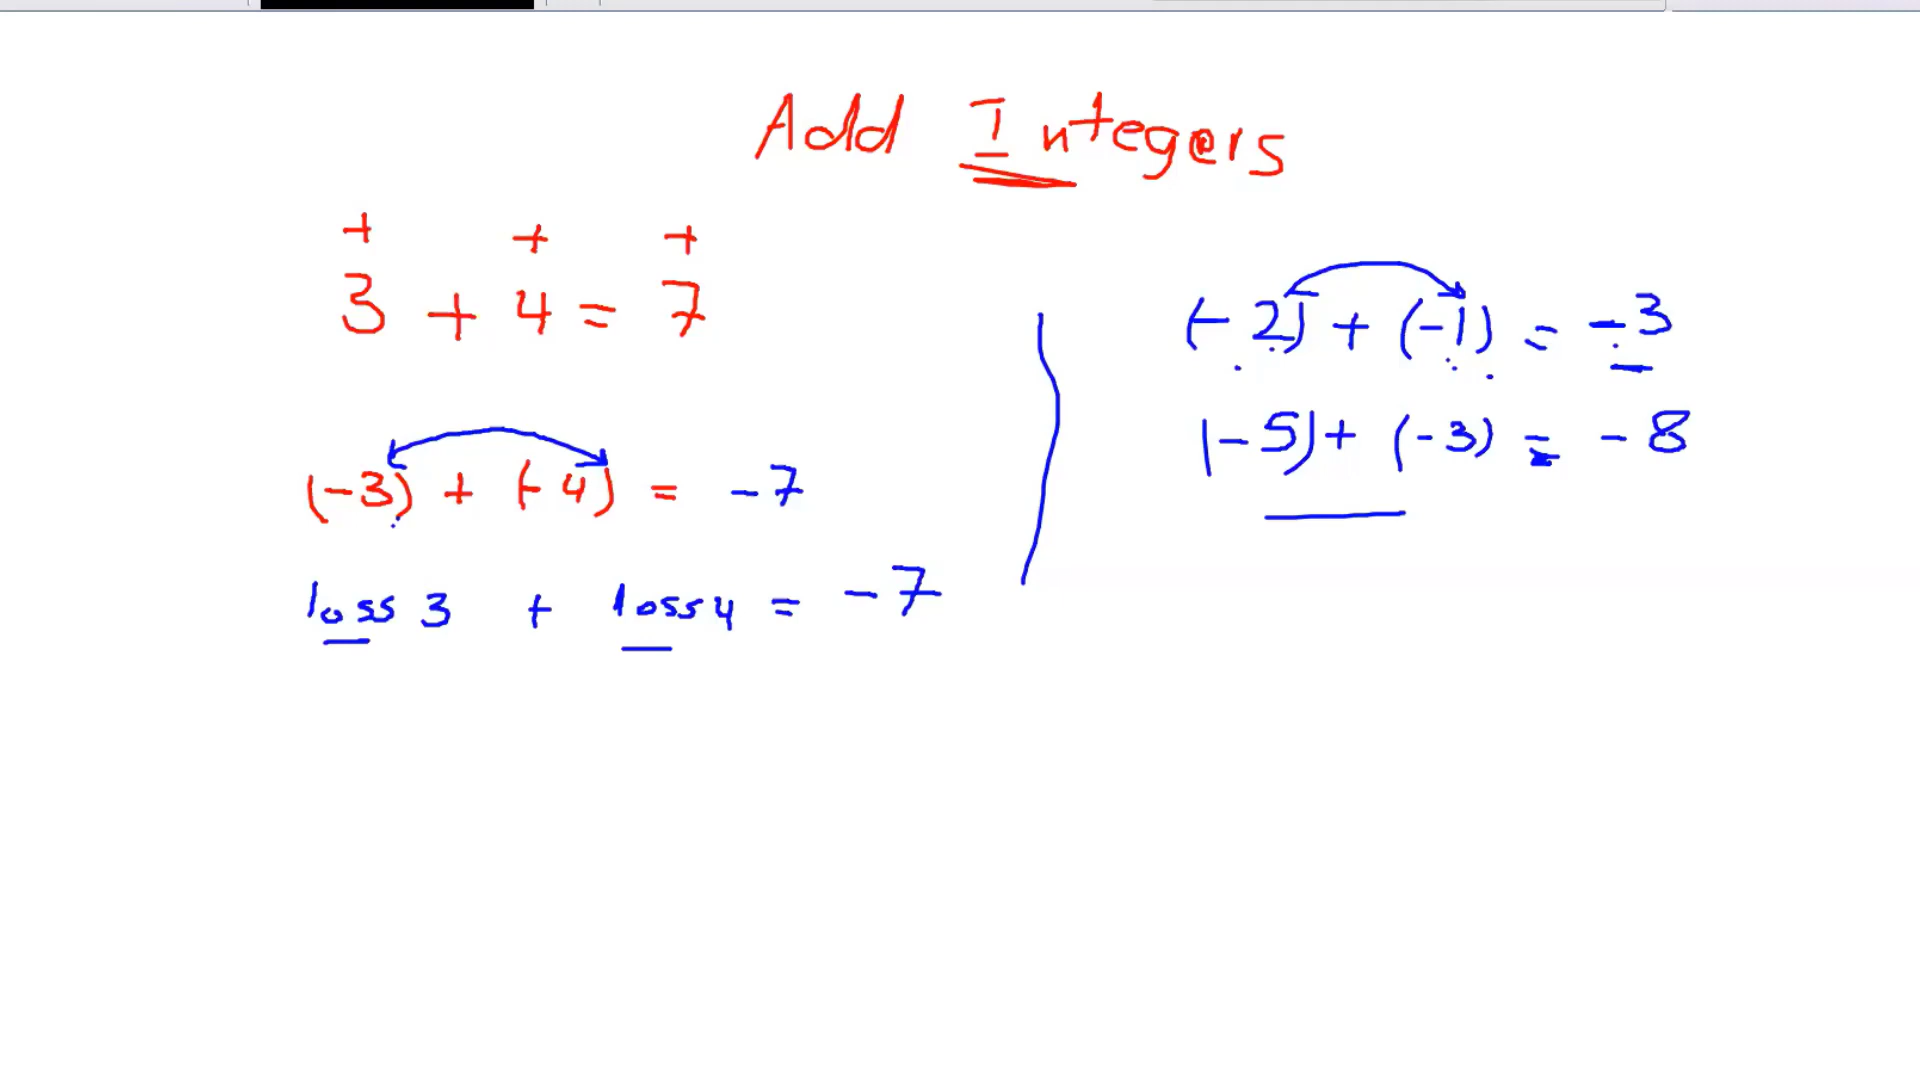 Add Integers
+ + +
3 + 4 = 7
(-3) + (-4) = -7
loss 3 + loss 4 = -7
(-2) + (-1) = -3
(-5) + (-3) = -8